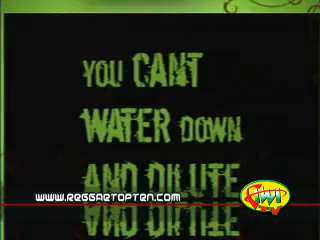 YOU CANT
WATER DOWN
AND DILUTE
www.REGGAETOPTEN.COM